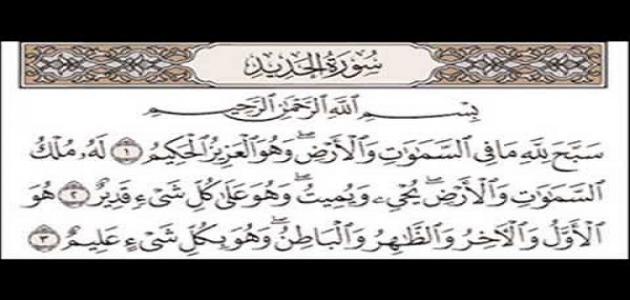 سُورَةُ الحَدِيدِ
بِسْمِ اللَّهِ الرَّحْمَٰنِ الرَّحِيمِ
سَبَّحَ لِلَّهِ مَا فِي السَّمَٰوَٰتِ وَالْأَرْضِ ۖ وَهُوَ الْعَزِيزُ الْحَكِيمُ ۝١ لَهُۥ مُلْكُ
السَّمَٰوَٰتِ وَالْأَرْضِ ۖ يُحْيِۦ وَيُمِيتُ ۖ وَهُوَ عَلَىٰ كُلِّ شَىْءٍ قَدِيرٌ ۝٢ هُوَ
الْأَوَّلُ وَالْآخِرُ وَالظَّٰهِرُ وَالْبَاطِنُ ۖ وَهُوَ بِكُلِّ شَىْءٍ عَلِيمٌ ۝٣